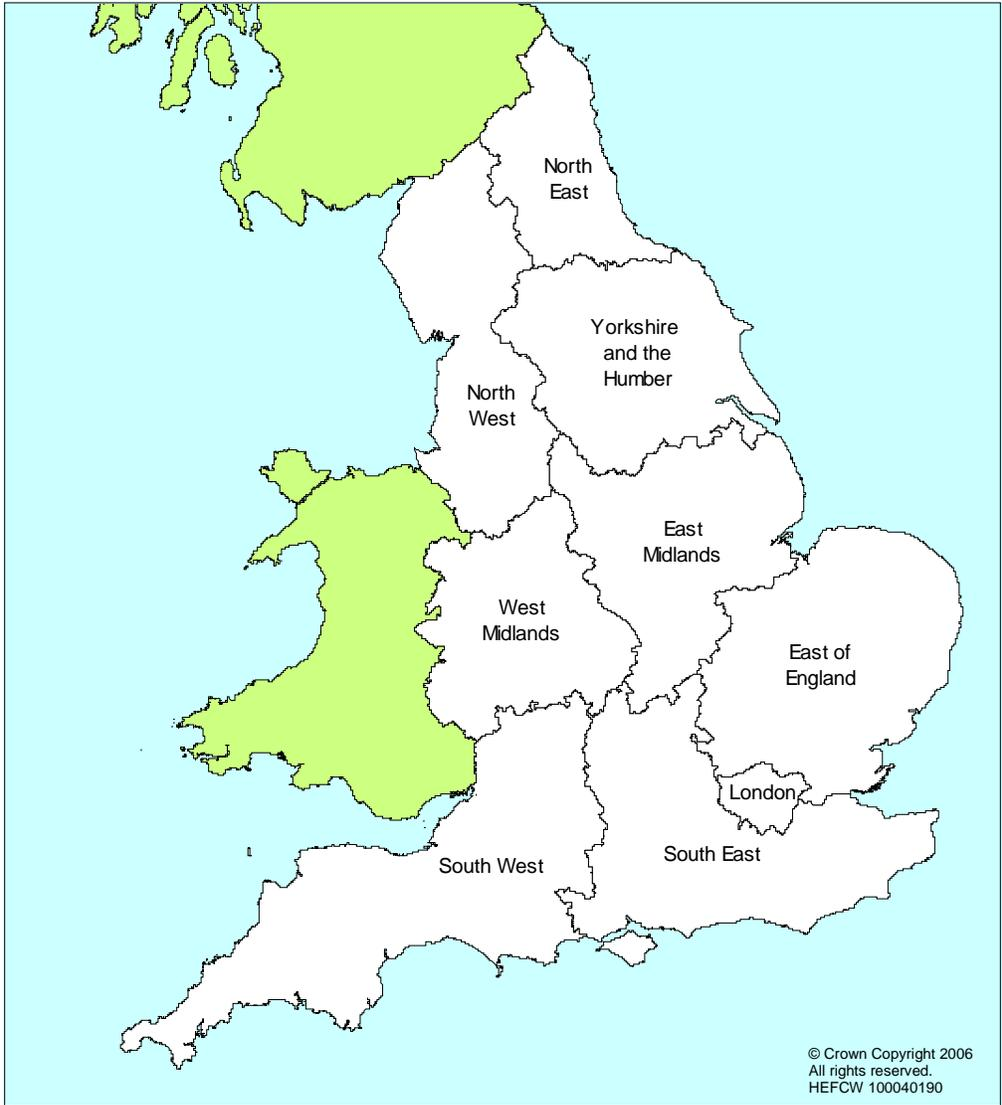 North
East
Yorkshire
and the
Humber
North
West
East
Midlands
West
Midlands
East of
England
London
South East
South West
© Crown Copyright 2006
All rights reserved.
HEFCW 100040190